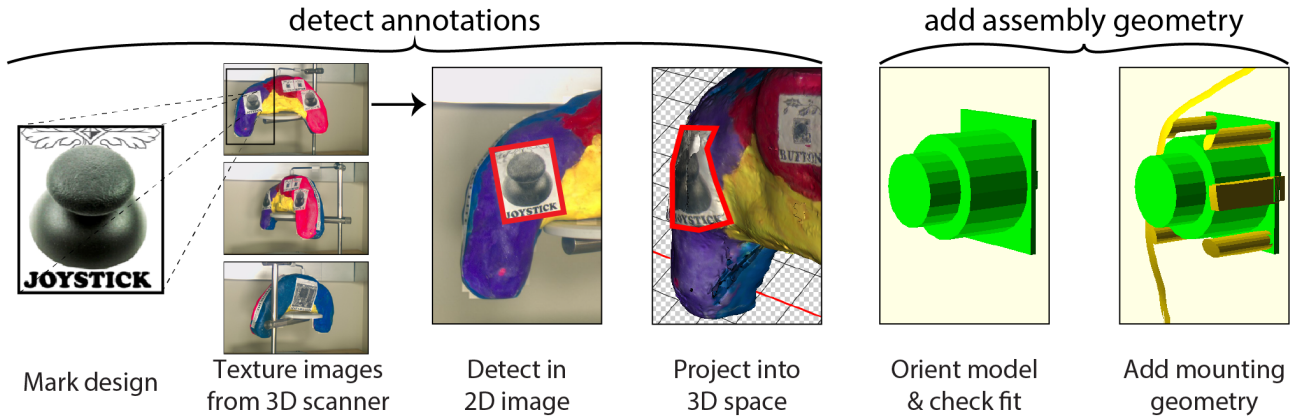 detect annotations
add assembly geometry
JOYSTICK
JOYSTICK
JOYSTICK
BUTTON
Mark design
Texture images
from 3D scanner
Detect in
2D image
Project into
3D space
Orient model
& check fit
Add mounting
geometry